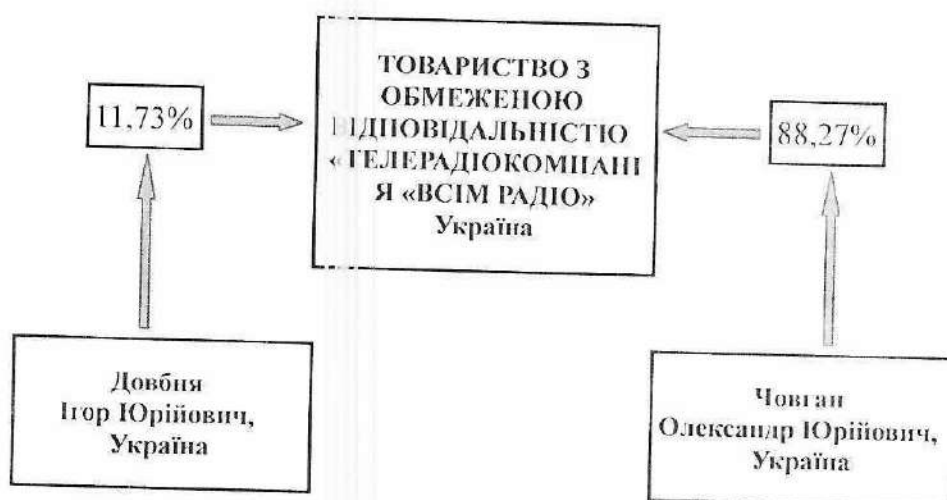 ТОВАРИСТВО З
ОБМЕЖЕНОЮ
ВІДПОВІДАЛЬНІСТЮ
«ТЕЛЕРАДІОКОМПАНІ
Я «ВСІМ РАДІО»
Україна
11,73%
88,27%
Довбня
Ігор Юрійович,
Україна
Човган
Олександр Юрійович,
Україна